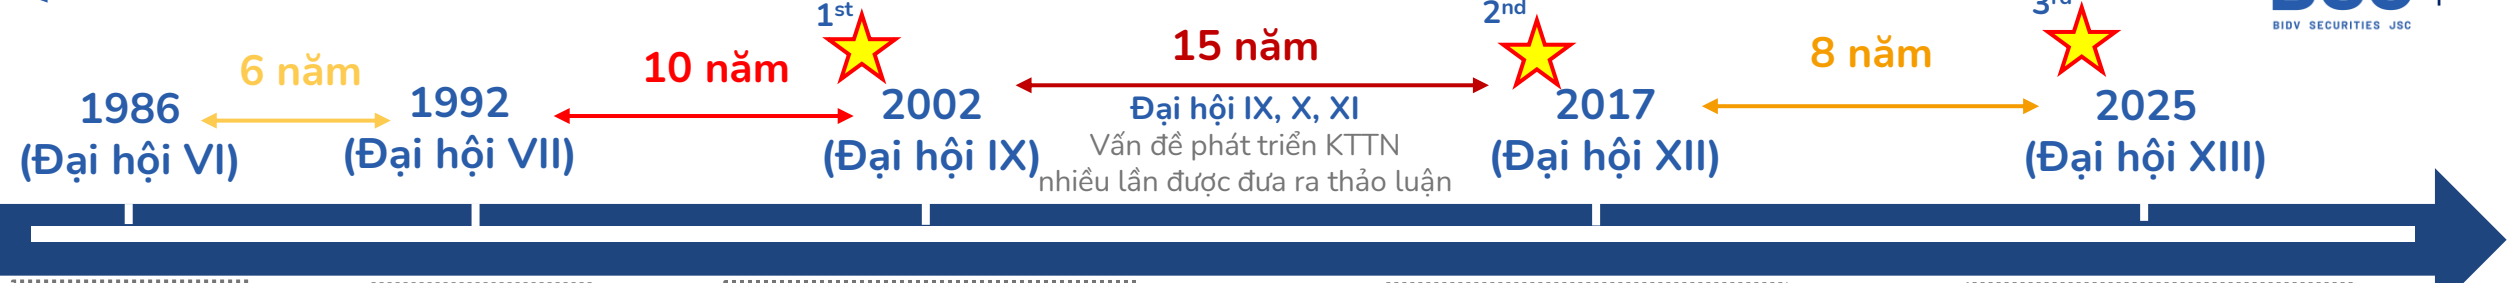 1st
2nd
3rd
BSC
BIDV SECURITIES JSC
6 năm
10 năm
15 năm
8 năm
1986
(Đại hội VI)
1992
(Đại hội VII)
2002
(Đại hội IX)
Đại hội IX, X, XI
Vấn đề phát triển KTTN
nhiều lần được đưa ra thảo luận
2017
(Đại hội XII)
2025
(Đại hội XIII)